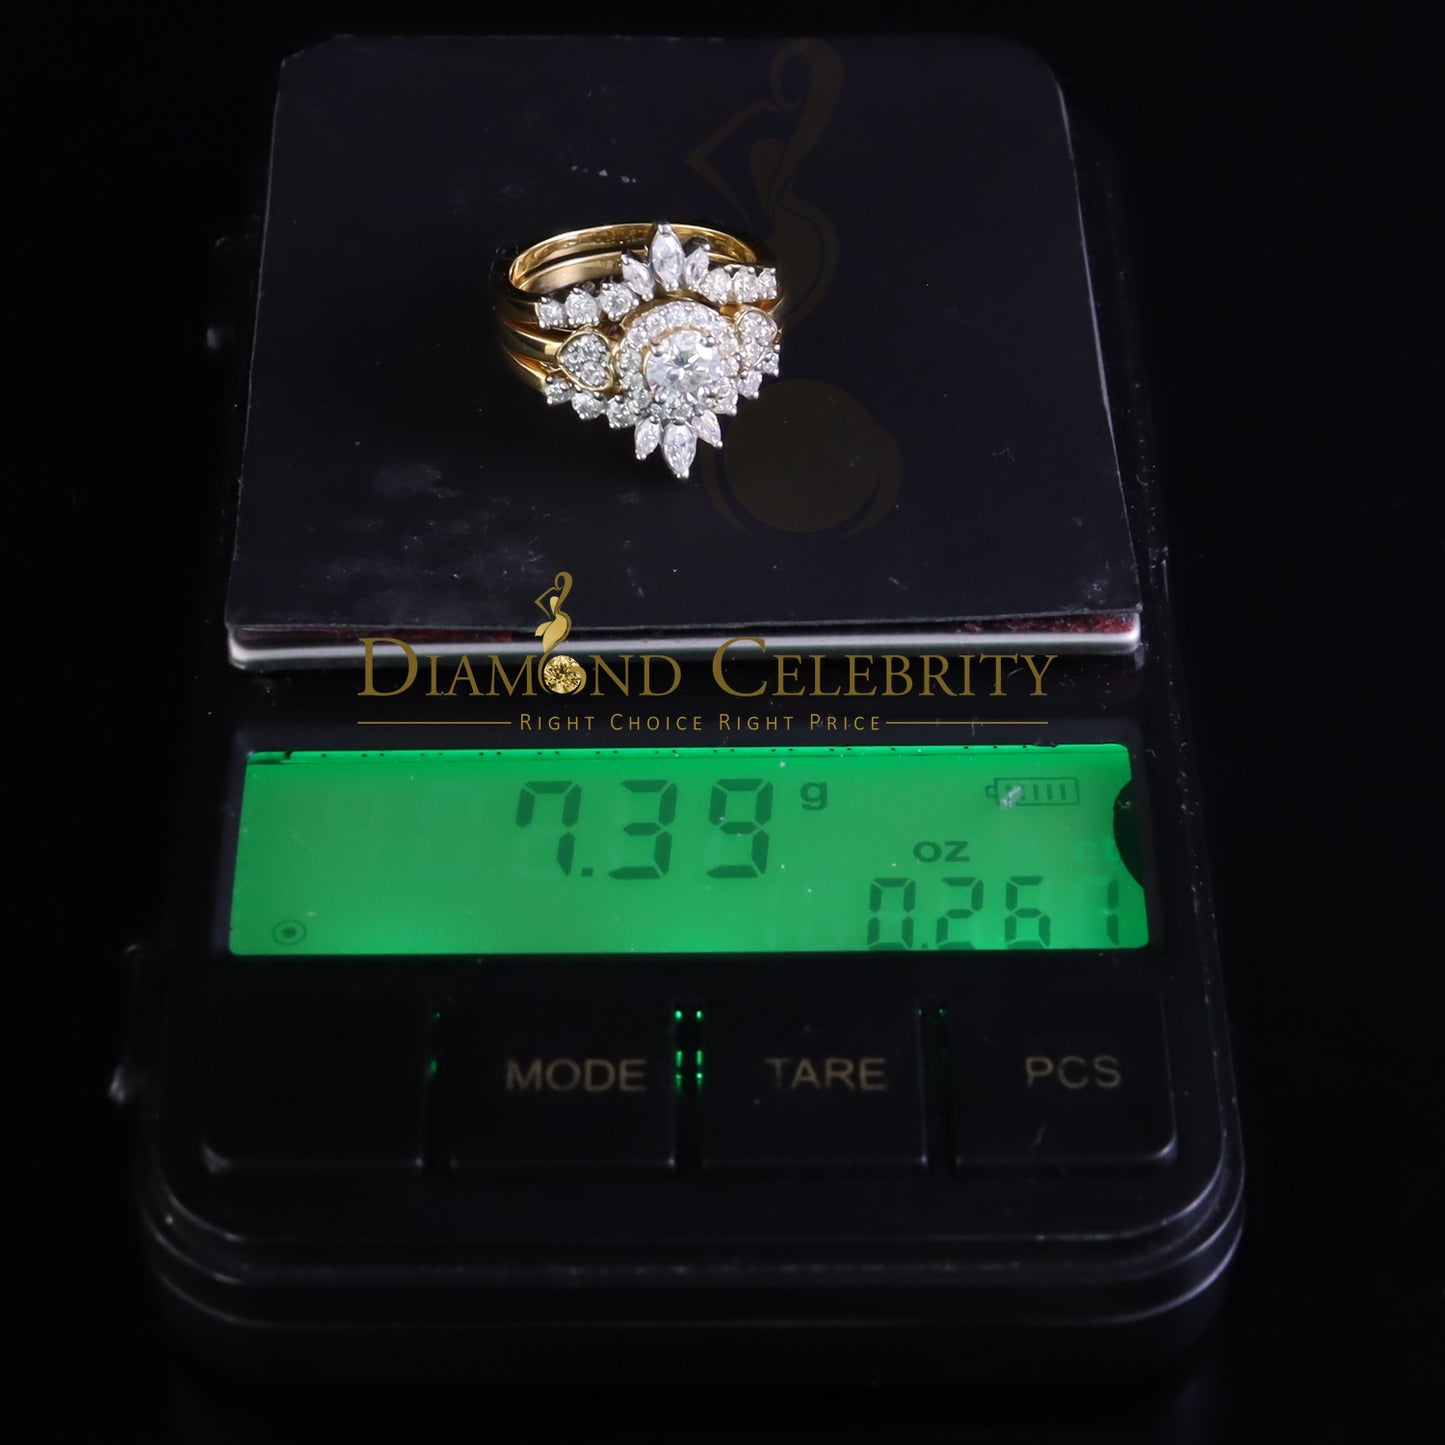 DIAMOND CELEBRITY
RIGHT CHOICE RIGHT PRICE
7.39 g
oz
0.261
MODE TARE PCS